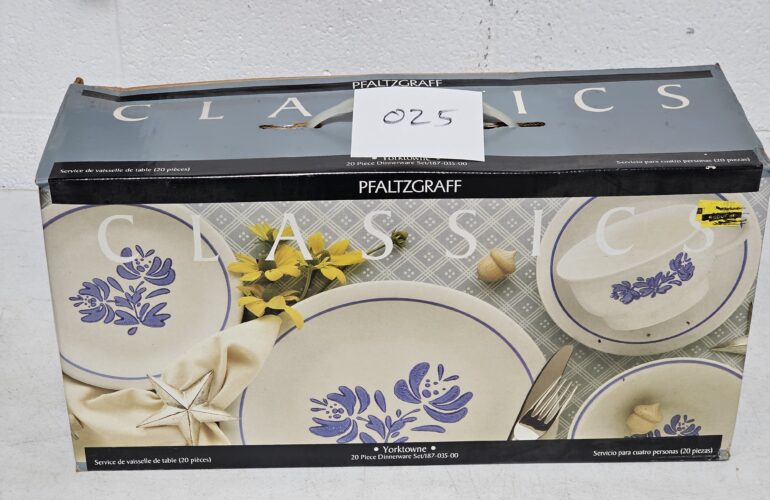 PFALTZGRAFF
CLASSICS
025
• Yorktowne •
20 Piece Dinnerware Set/187-035-00
Service de vaisselle de table (20 pièces)
Servicio para cuatro personas (20 piezas)
PFALTZGRAFF
CLASSICS
• Yorktowne •
20 Piece Dinnerware Set/187-035-00
Service de vaisselle de table (20 pièces)
Servicio para cuatro personas (20 piezas)